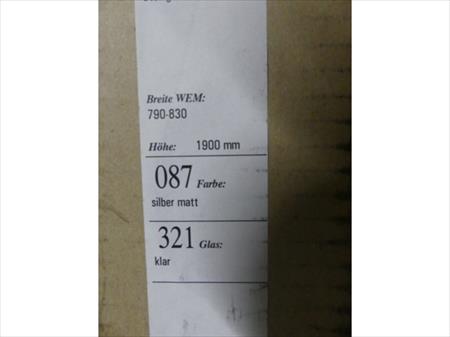 Breite WEM:
790-830
Höhe: 1900 mm
087 Farbe:
silber matt
321 Glas:
klar